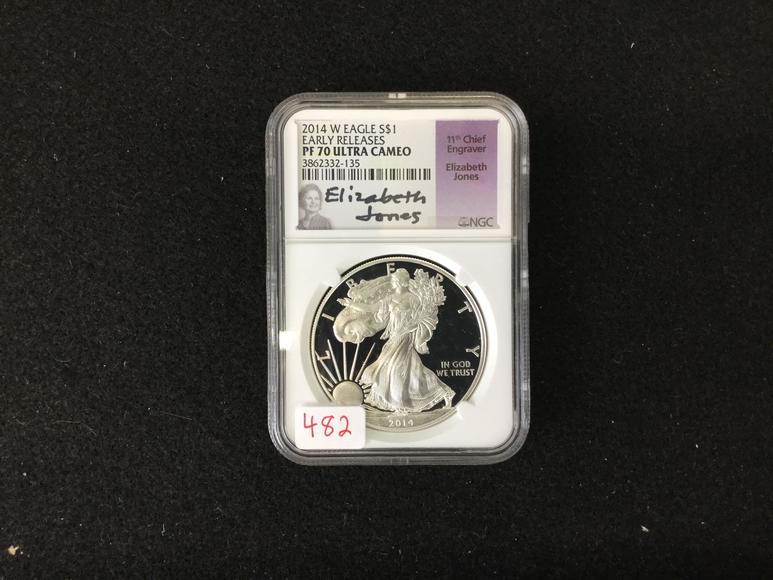 2014 W EAGLE S$1
EARLY RELEASES
PF 70 ULTRA CAMEO
3862332-135
Elizabeth
Jones
11th Chief
Engraver
Elizabeth
Jones
NGC
LIBERTY
IN GOD
WE TRUST
2014
482